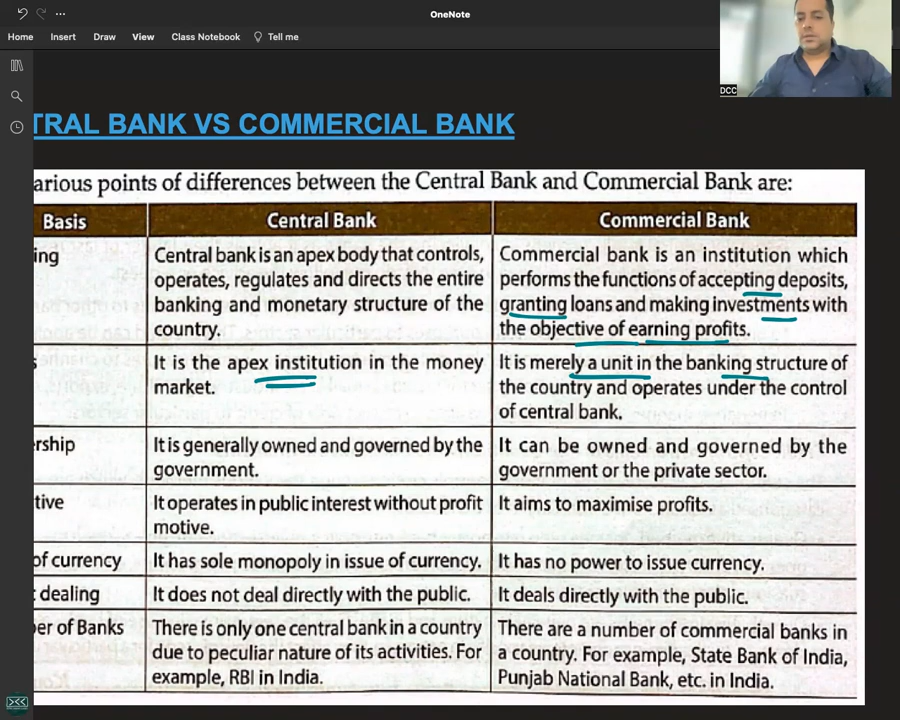 OneNote
Home Insert Draw View Class Notebook Tell me
DCC
TRAL BANK VS COMMERCIAL BANK
arious points of differences between the Central Bank and Commercial Bank are:
Basis Central Bank Commercial Bank
ing Central bank is an apex body that controls, Commercial bank is an institution which
operates, regulates and directs the entire performs the functions of accepting deposits,
banking and monetary structure of the granting loans and making investments with
country. the objective of earning profits.
s It is the apex institution in the money It is merely a unit in the banking structure of
market. the country and operates under the control
of central bank.
rship It is generally owned and governed by the It can be owned and governed by the
government. government or the private sector.
tive It operates in public interest without profit It aims to maximise profits.
motive.
of currency It has sole monopoly in issue of currency. It has no power to issue currency.
t dealing It does not deal directly with the public. It deals directly with the public.
er of Banks There is only one central bank in a country There are a number of commercial banks in
due to peculiar nature of its activities. For a country. For example, State Bank of India,
example, RBI in India. Punjab National Bank, etc. in India.